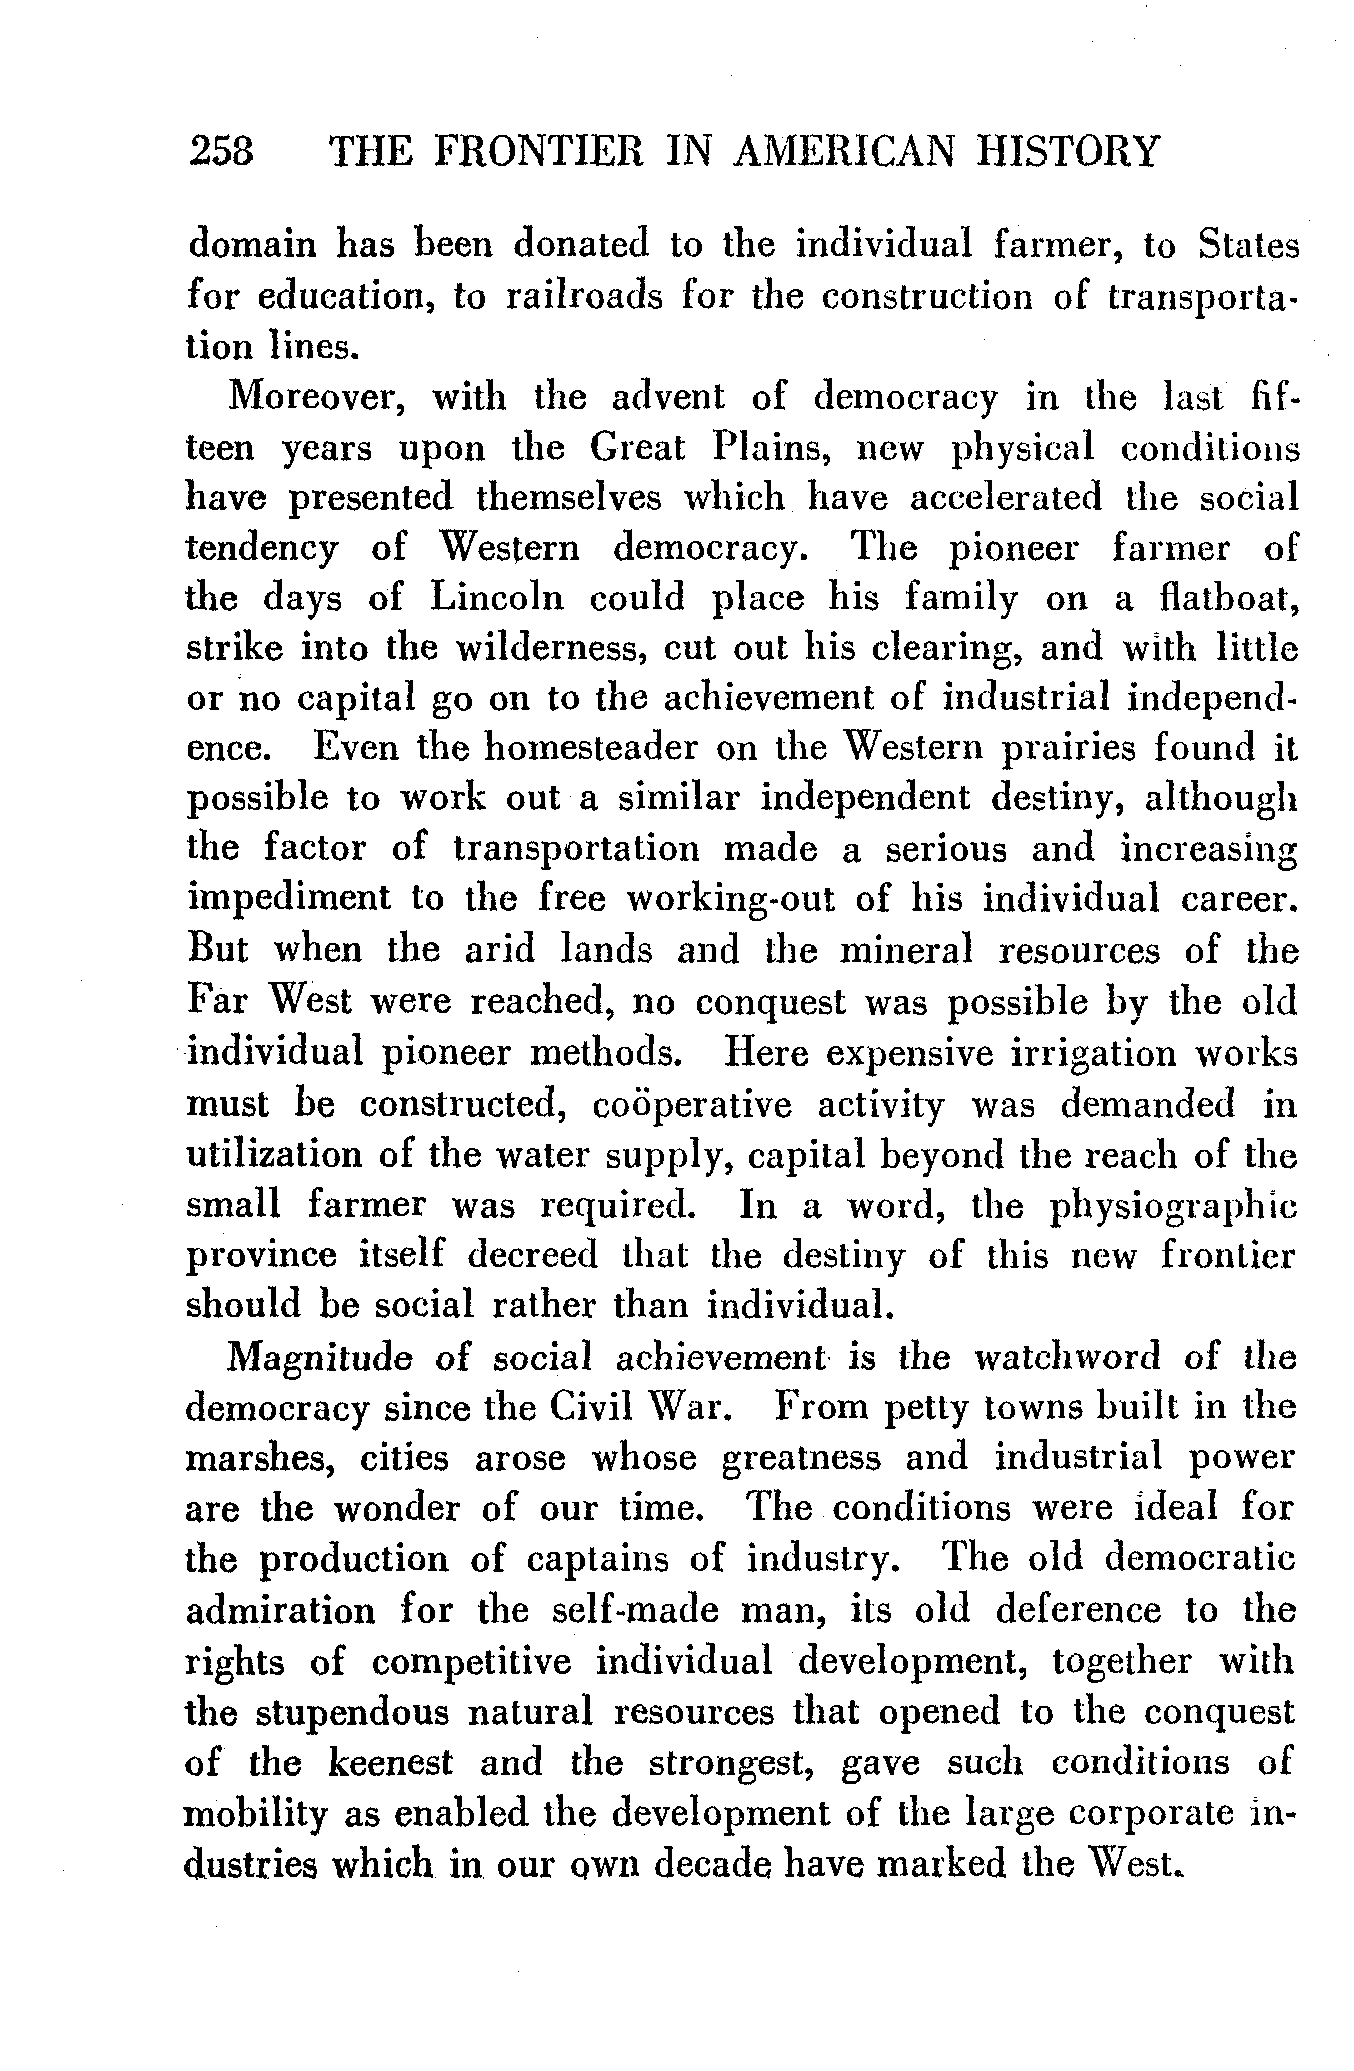 258 THE FRONTIER IN AMERICAN HISTORY
domain has been donated to the individual farmer, to States
for education, to railroads for the construction of transporta-
tion lines.
Moreover, with the advent of democracy in the last fif-
teen years upon the Great Plains, new physical conditions
have presented themselves which have accelerated the social
tendency of Western democracy. The pioneer farmer of
the days of Lincoln could place his family on a flatboat,
strike into the wilderness, cut out his clearing, and with little
or no capital go on to the achievement of industrial independ-
ence. Even the homesteader on the Western prairies found it
possible to work out a similar independent destiny, although
the factor of transportation made a serious and increasing
impediment to the free working-out of his individual career.
But when the arid lands and the mineral resources of the
Far West were reached, no conquest was possible by the old
individual pioneer methods. Here expensive irrigation works
must be constructed, coöperative activity was demanded in
utilization of the water supply, capital beyond the reach of the
small farmer was required. In a word, the physiographic
province itself decreed that the destiny of this new frontier
should be social rather than individual.
Magnitude of social achievement is the watchword of the
democracy since the Civil War. From petty towns built in the
marshes, cities arose whose greatness and industrial power
are the wonder of our time. The conditions were ideal for
the production of captains of industry. The old democratic
admiration for the self-made man, its old deference to the
rights of competitive individual development, together with
the stupendous natural resources that opened to the conquest
of the keenest and the strongest, gave such conditions of
mobility as enabled the development of the large corporate in-
dustries which in our own decade have marked the West.